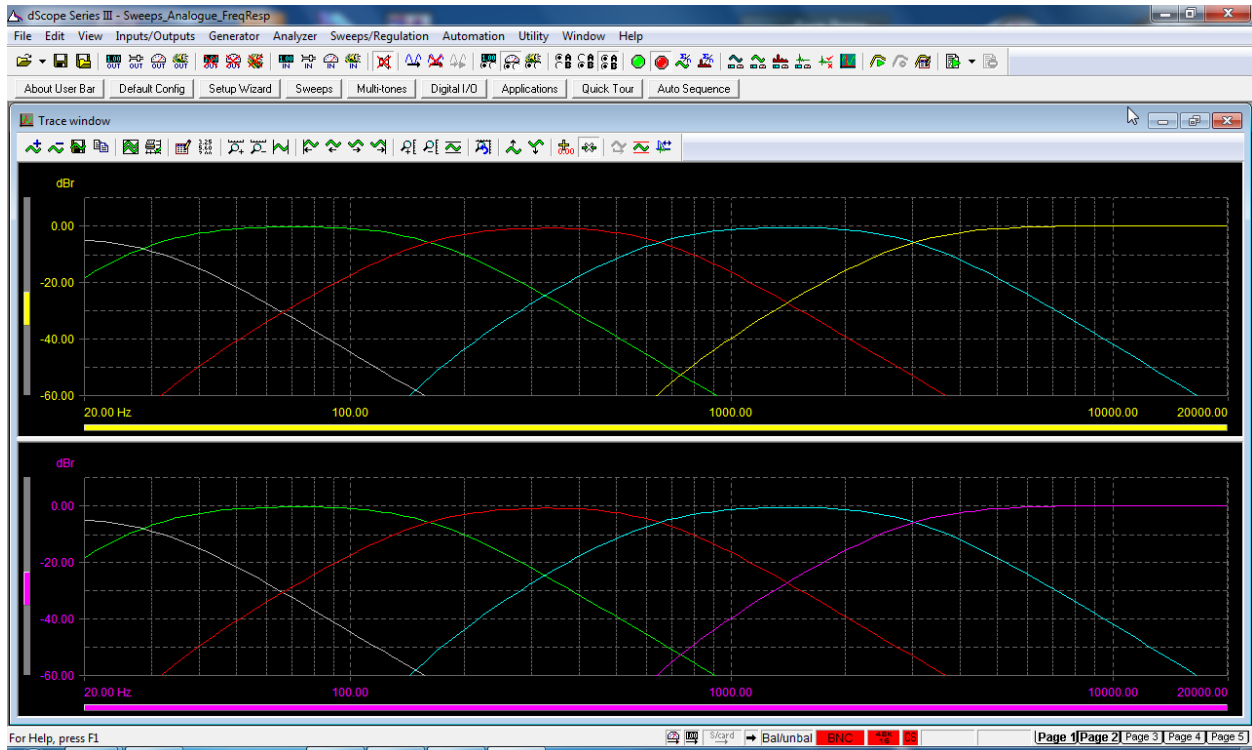 dScope Series III - Sweeps_Analogue_FreqResp
File Edit View Inputs/Outputs Generator Analyzer Sweeps/Regulation Automation Utility Window Help
About User Bar Default Config Setup Wizard Sweeps Multi-tones Digital I/O Applications Quick Tour Auto Sequence
Trace window
dBr
0.00
-20.00
-40.00
-60.00
20.00 Hz 100.00 1000.00 10000.00 20000.00
dBr
0.00
-20.00
-40.00
-60.00
20.00 Hz 100.00 1000.00 10000.00 20000.00
For Help, press F1 S/card Bal/unbal BNC 48K 16 CS Page 1 Page 2 Page 3 Page 4 Page 5